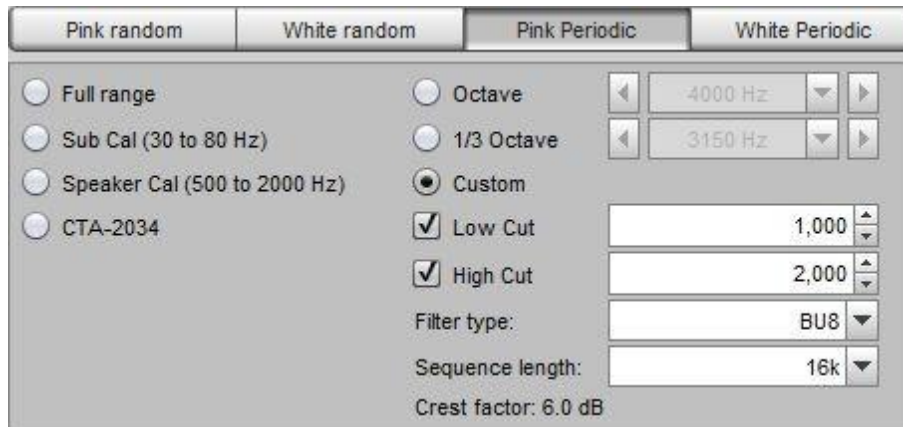 Pink random White random Pink Periodic White Periodic
Full range
Sub Cal (30 to 80 Hz)
Speaker Cal (500 to 2000 Hz)
CTA-2034
Octave 4000 Hz
1/3 Octave 3150 Hz
Custom
Low Cut 1,000
High Cut 2,000
Filter type: BU8
Sequence length: 16k
Crest factor: 6.0 dB